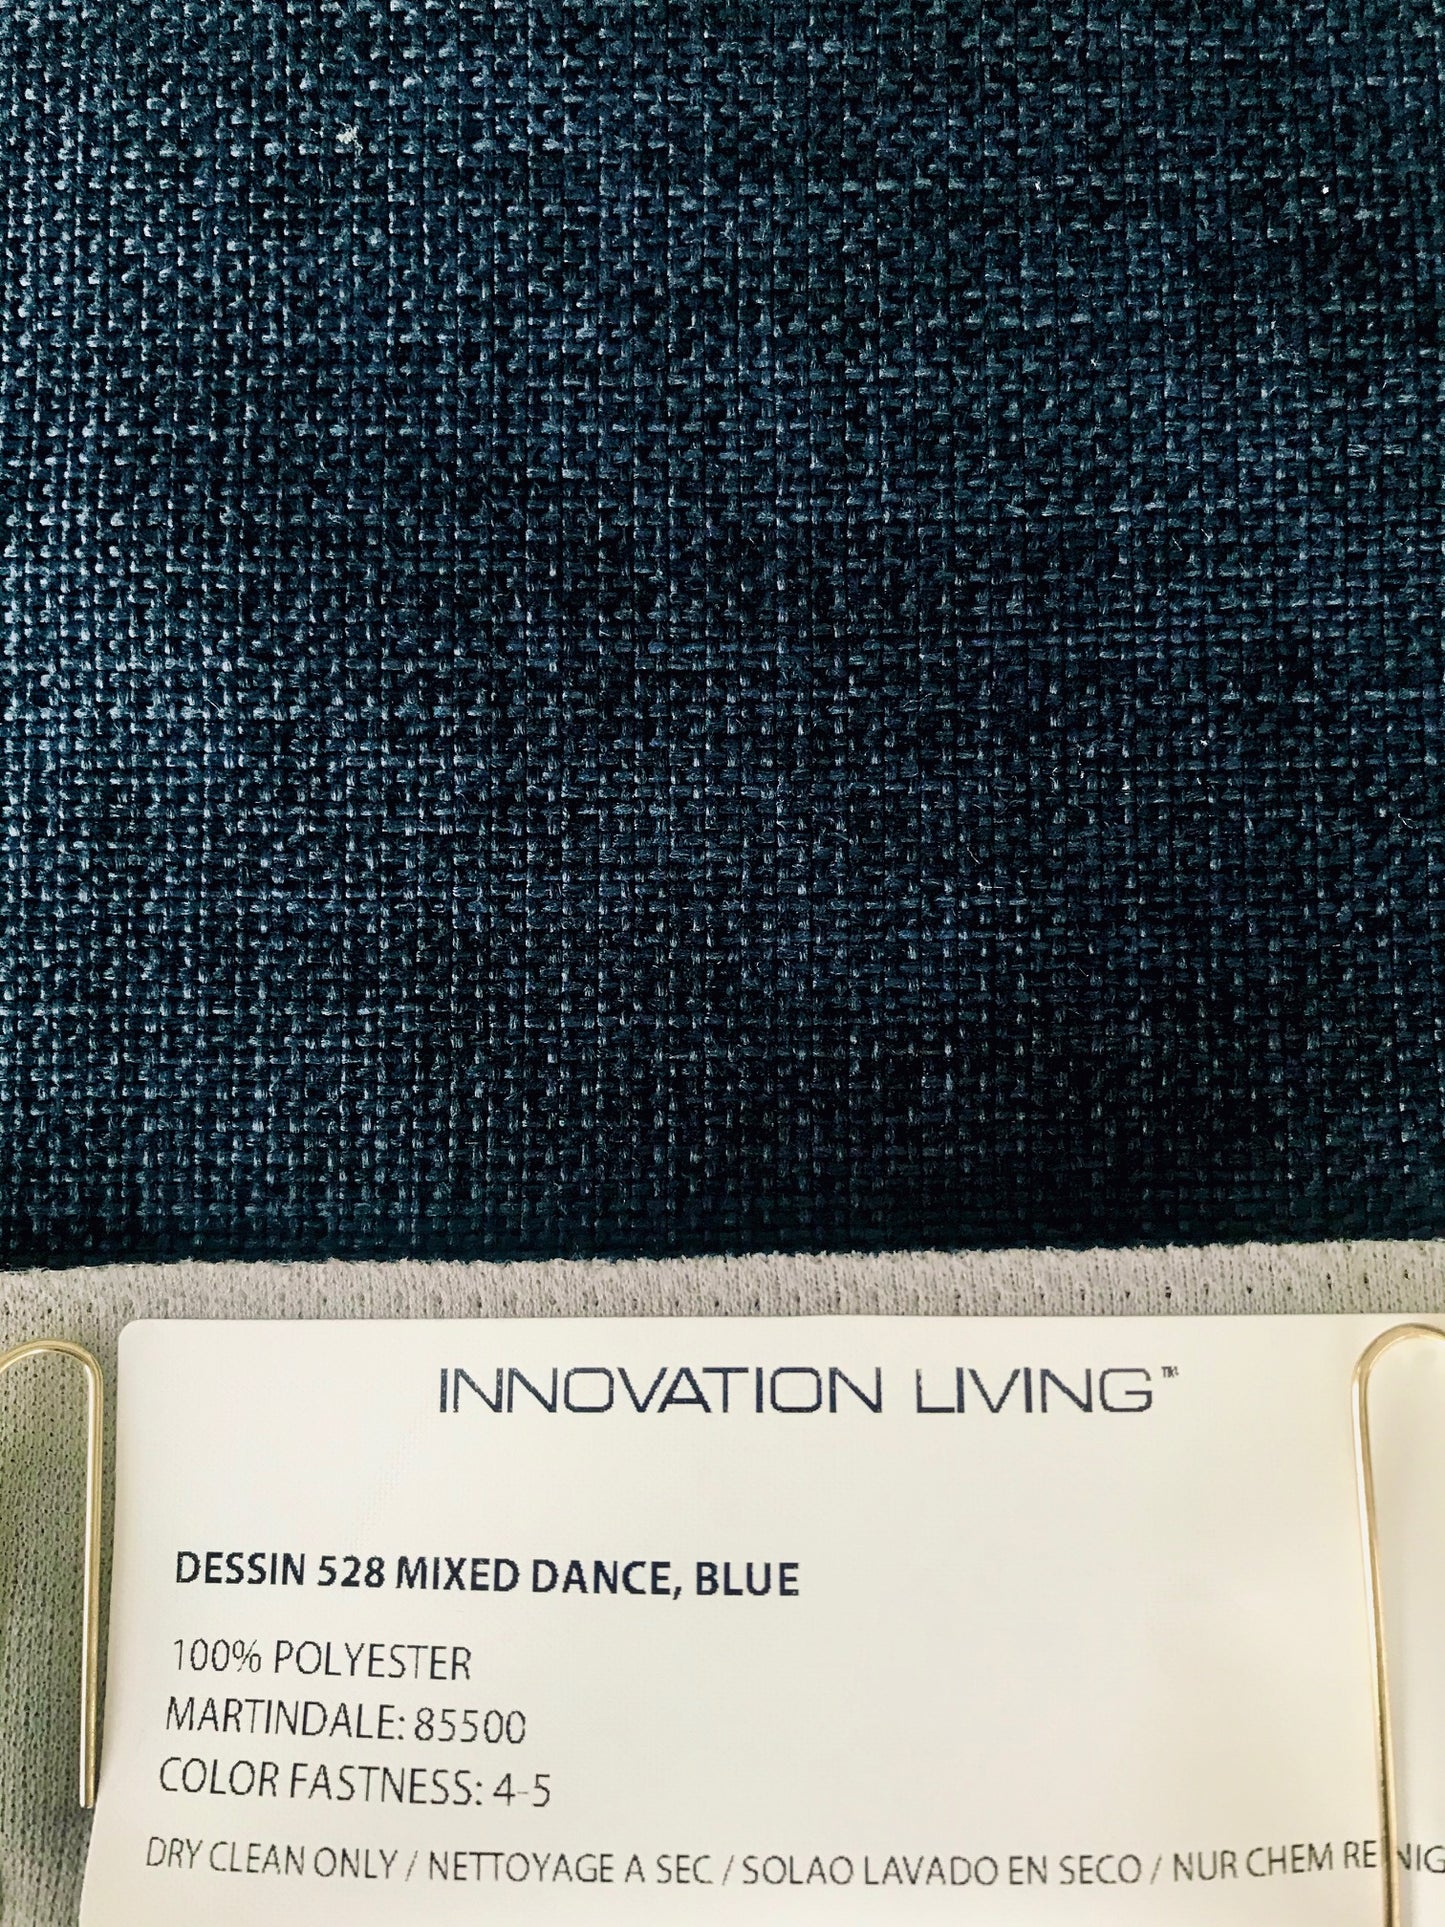 INNOVATION LIVING™
DESSIN 528 MIXED DANCE, BLUE
100% POLYESTER
MARTINDALE: 85500
COLOR FASTNESS: 4-5
DRY CLEAN ONLY / NETTOYAGE A SEC / SOLAO LAVADO EN SECO / NUR CHEM